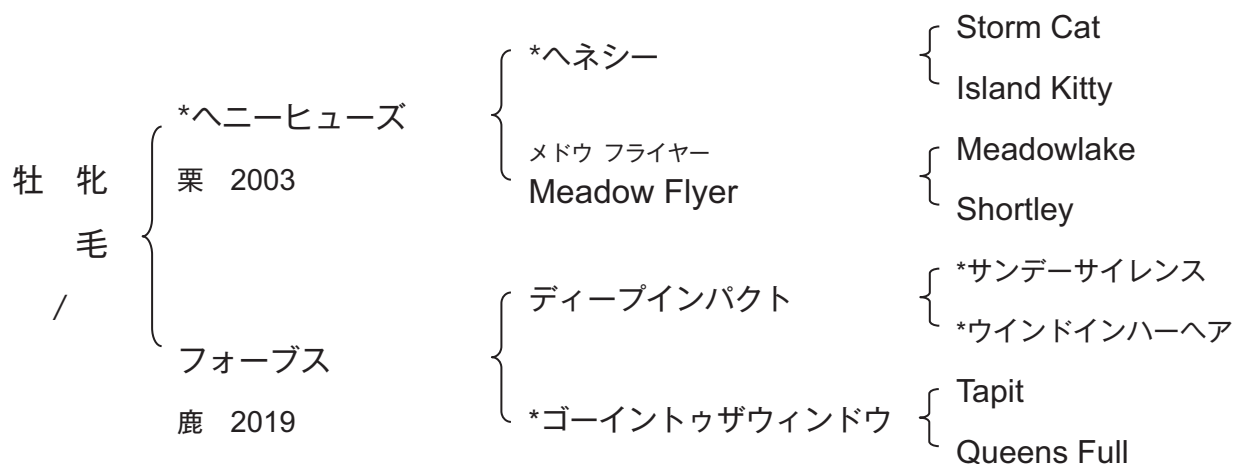 牡 牝
毛
/
*ヘニーヒューズ
栗 2003
フォーブス
鹿 2019
*ヘネシー
メドウ フライヤー
Meadow Flyer
ディープインパクト
*ゴーイントゥザウィンドウ
Storm Cat
Island Kitty
Meadowlake
Shortley
*サンデーサイレンス
*ウインドインハーヘア
Tapit
Queens Full